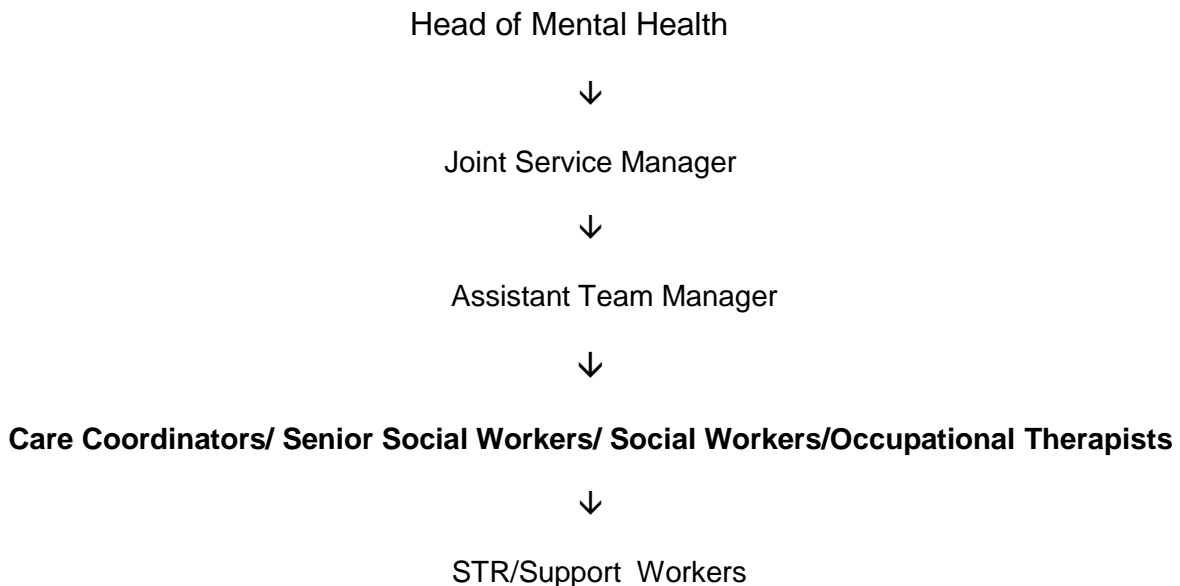 Head of Mental Health
↓
Joint Service Manager
↓
Assistant Team Manager
↓
Care Coordinators/ Senior Social Workers/ Social Workers/Occupational Therapists
↓
STR/Support  Workers